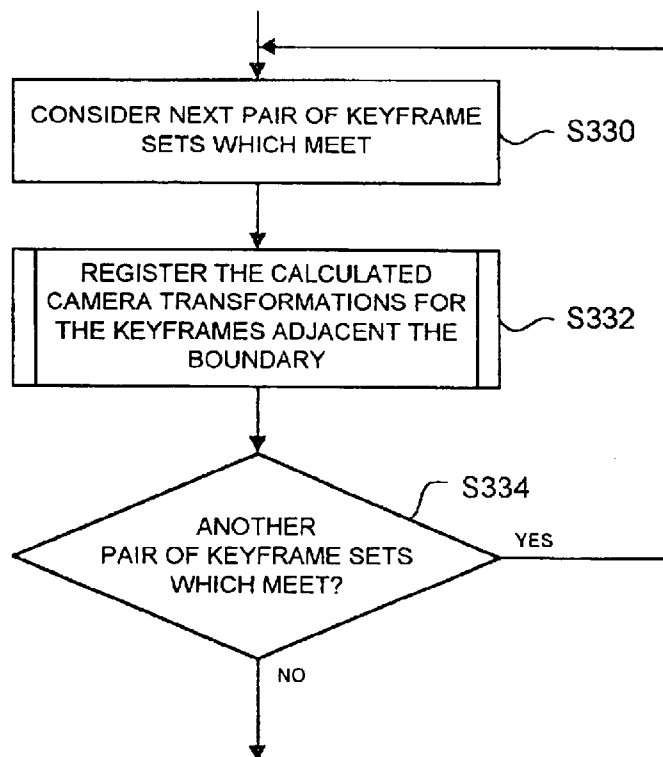 CONSIDER NEXT PAIR OF KEYFRAME
SETS WHICH MEET
S330
REGISTER THE CALCULATED
CAMERA TRANSFORMATIONS FOR
THE KEYFRAMES ADJACENT THE
BOUNDARY
S332
S334
ANOTHER
PAIR OF KEYFRAME SETS
WHICH MEET?
YES
NO